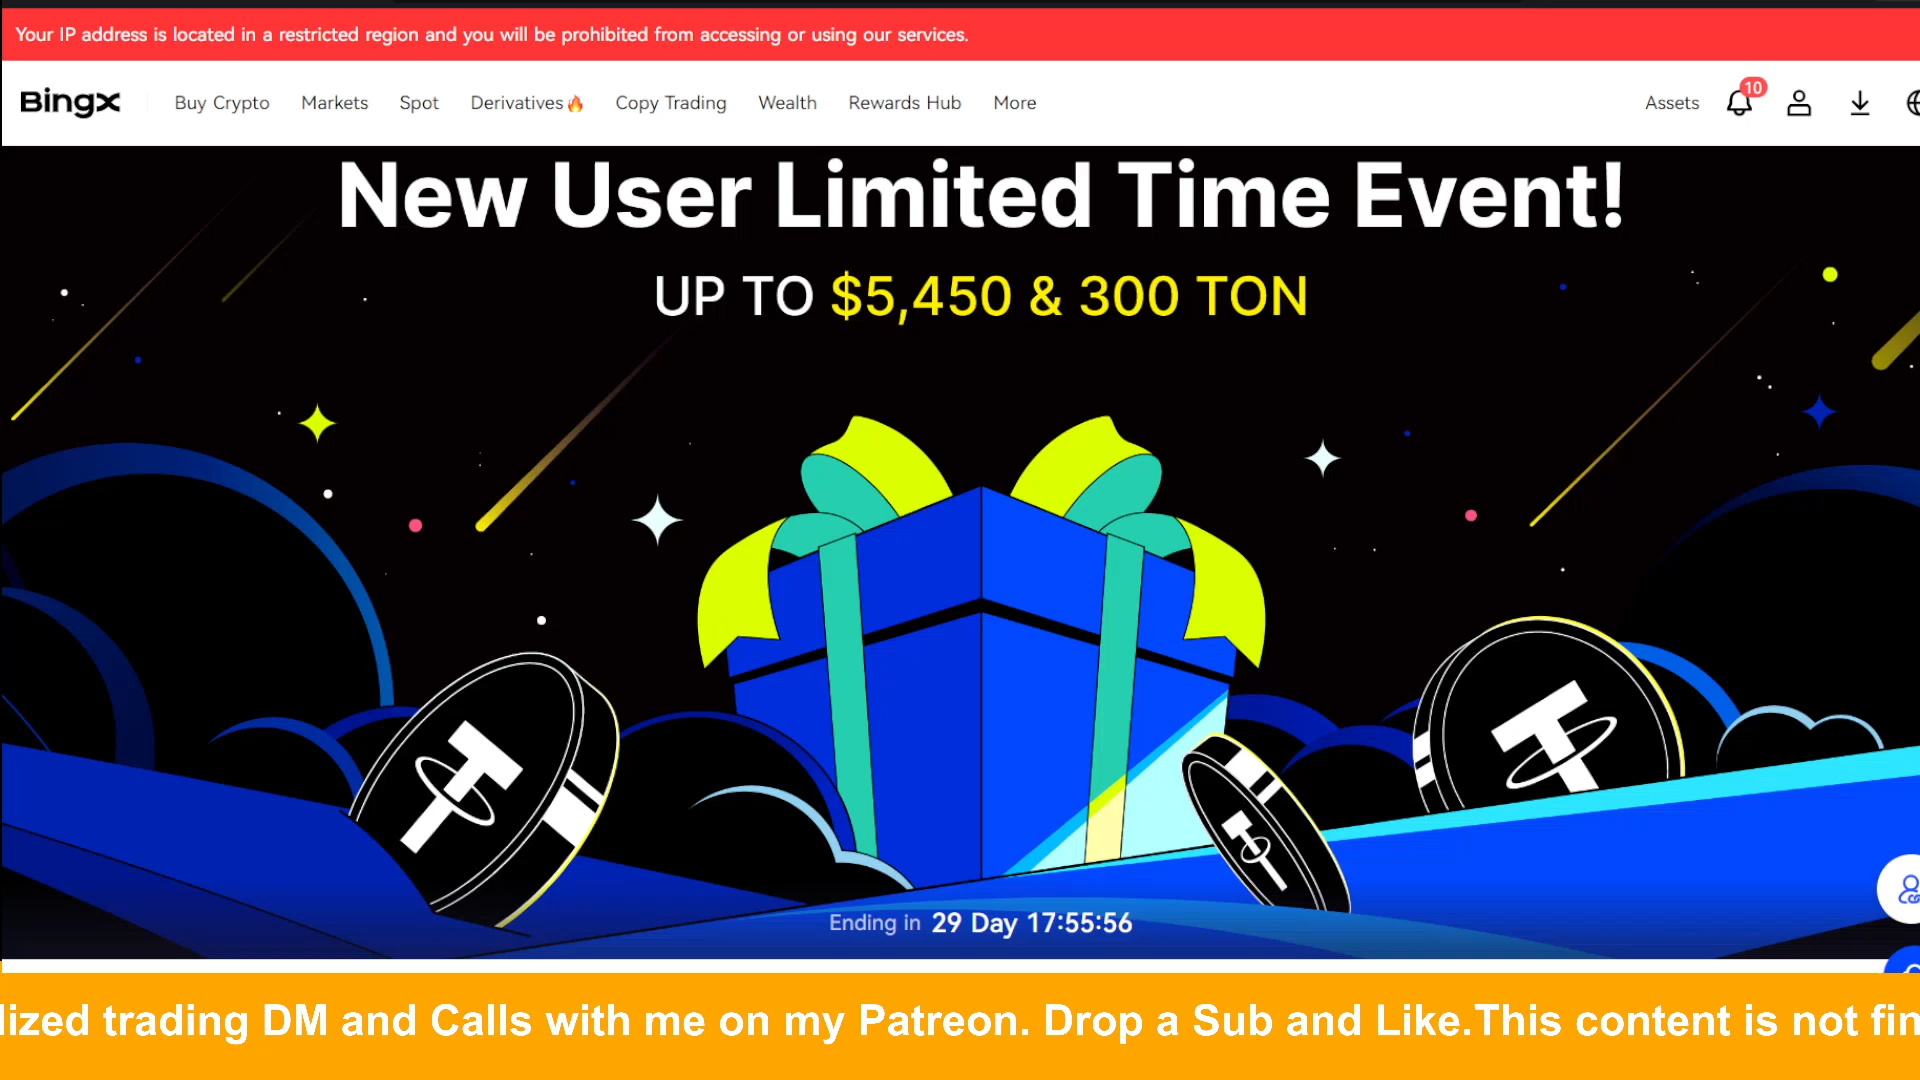 Your IP address is located in a restricted region and you will be prohibited from accessing or using our services.
BingX Buy Crypto Markets Spot Derivatives🔥 Copy Trading Wealth Rewards Hub More Assets 10
New User Limited Time Event!
UP TO $5,450 & 300 TON
Ending in 29 Day 17:55:56
lized trading DM and Calls with me on my Patreon. Drop a Sub and Like.This content is not fin